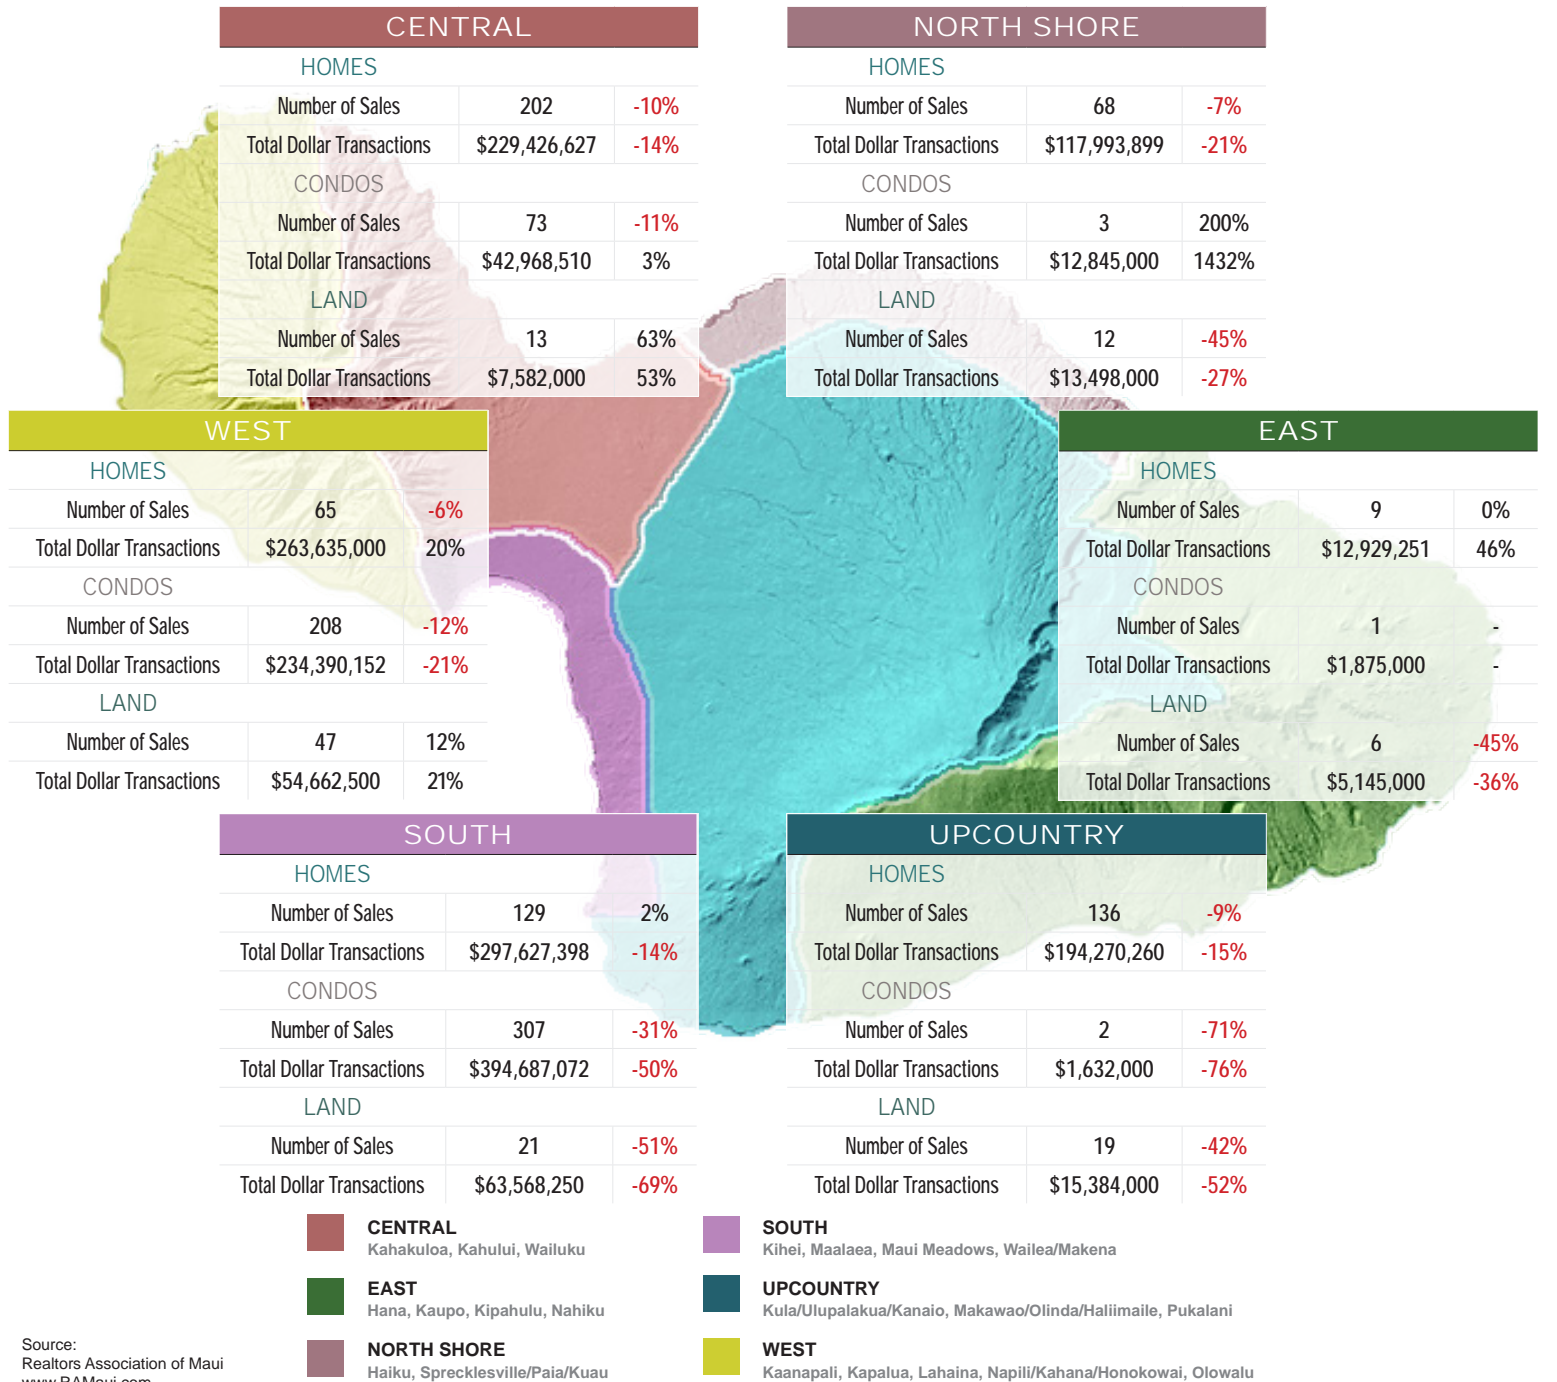 CENTRAL
HOMES
Number of Sales 202 -10%
Total Dollar Transactions $229,426,627 -14%
CONDOS
Number of Sales 73 -11%
Total Dollar Transactions $42,968,510 3%
LAND
Number of Sales 13 63%
Total Dollar Transactions $7,582,000 53%
NORTH SHORE
HOMES
Number of Sales 68 -7%
Total Dollar Transactions $117,993,899 -21%
CONDOS
Number of Sales 3 200%
Total Dollar Transactions $12,845,000 1432%
LAND
Number of Sales 12 -45%
Total Dollar Transactions $13,498,000 -27%
WEST
HOMES
Number of Sales 65 -6%
Total Dollar Transactions $263,635,000 20%
CONDOS
Number of Sales 208 -12%
Total Dollar Transactions $234,390,152 -21%
LAND
Number of Sales 47 12%
Total Dollar Transactions $54,662,500 21%
EAST
HOMES
Number of Sales 9 0%
Total Dollar Transactions $12,929,251 46%
CONDOS
Number of Sales 1 -
Total Dollar Transactions $1,875,000 -
LAND
Number of Sales 6 -45%
Total Dollar Transactions $5,145,000 -36%
SOUTH
HOMES
Number of Sales 129 2%
Total Dollar Transactions $297,627,398 -14%
CONDOS
Number of Sales 307 -31%
Total Dollar Transactions $394,687,072 -50%
LAND
Number of Sales 21 -51%
Total Dollar Transactions $63,568,250 -69%
UPCOUNTRY
HOMES
Number of Sales 136 -9%
Total Dollar Transactions $194,270,260 -15%
CONDOS
Number of Sales 2 -71%
Total Dollar Transactions $1,632,000 -76%
LAND
Number of Sales 19 -42%
Total Dollar Transactions $15,384,000 -52%
CENTRAL
Kahakuloa, Kahului, Wailuku
EAST
Hana, Kaupo, Kipahulu, Nahiku
NORTH SHORE
Haiku, Sprecklesville/Paia/Kuau
SOUTH
Kihei, Maalaea, Maui Meadows, Wailea/Makena
UPCOUNTRY
Kula/Ulupalakua/Kanaio, Makawao/Olinda/Haliimaile, Pukalani
WEST
Kaanapali, Kapalua, Lahaina, Napili/Kahana/Honokowai, Olowalu
Source:
Realtors Association of Maui
www.RAMaui.com